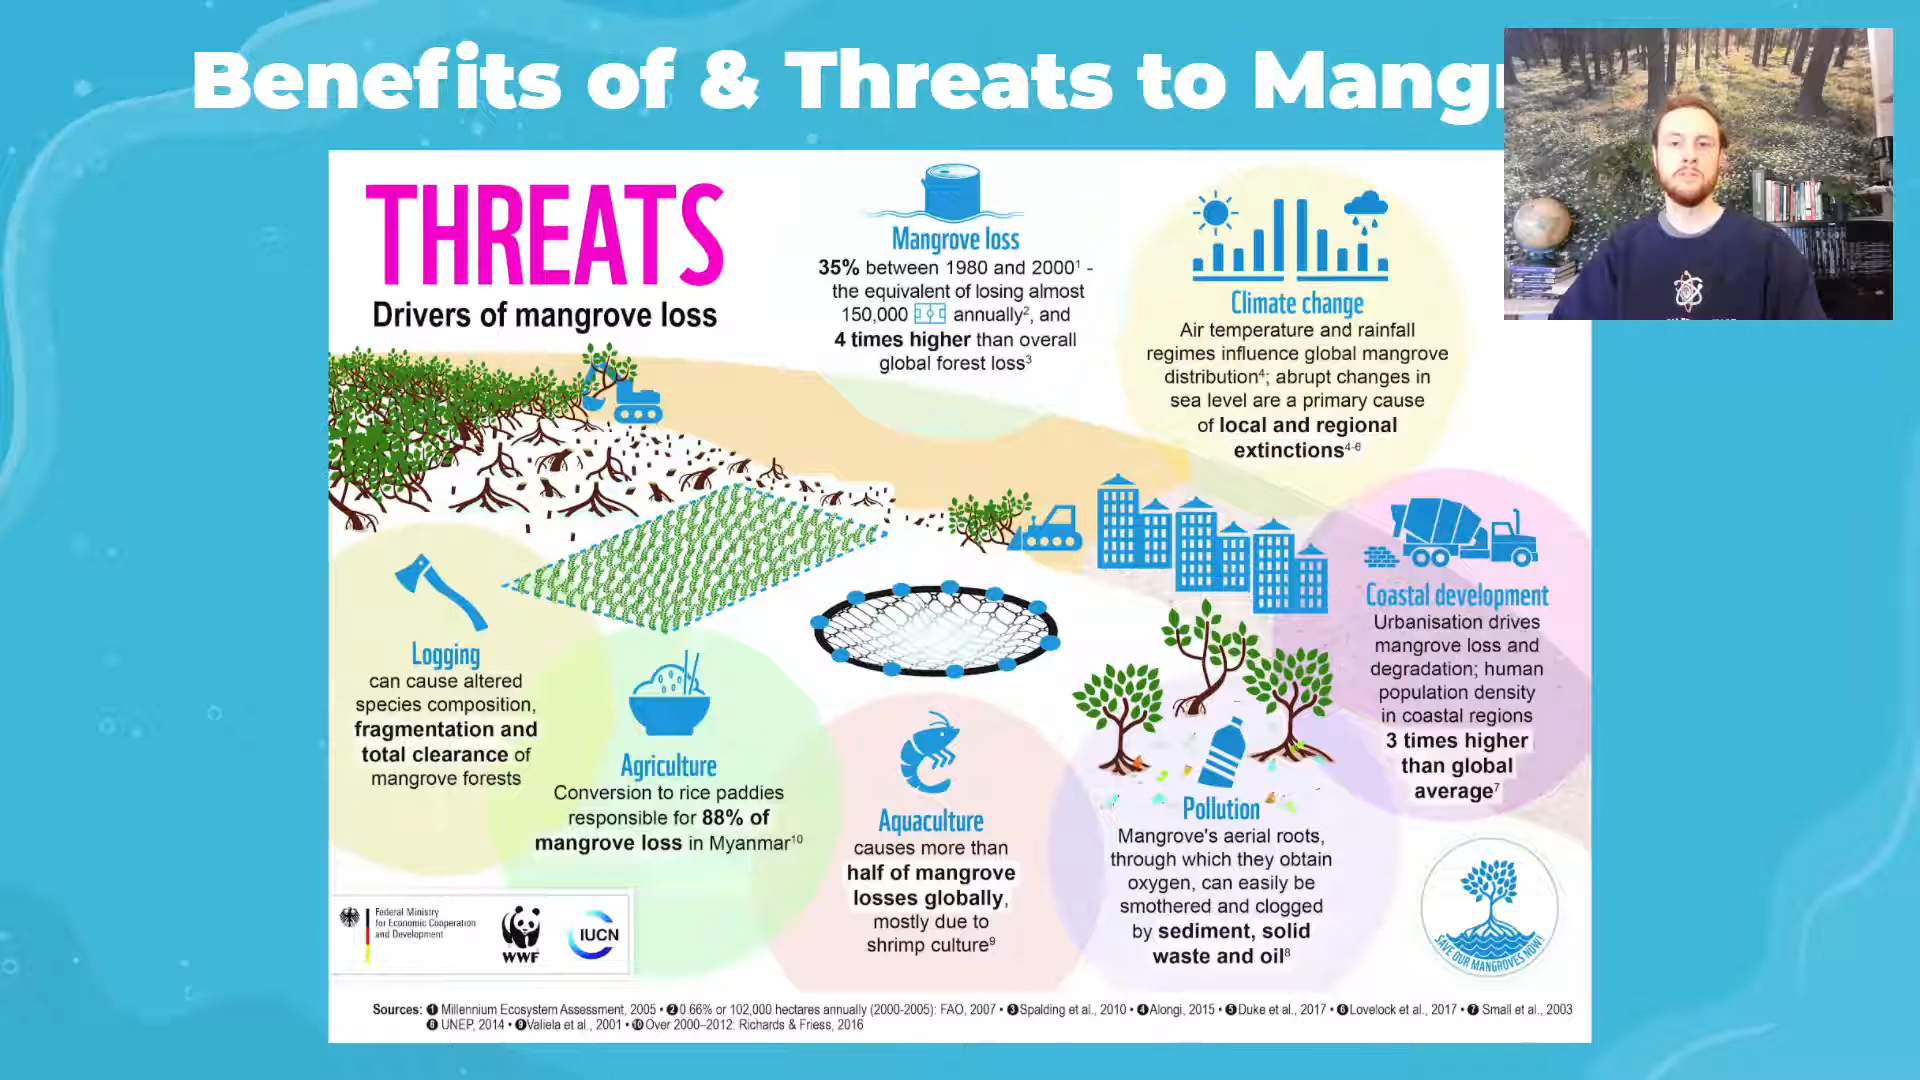 Benefits of & Threats to Mang
THREATS
Drivers of mangrove loss
Mangrove loss
35% between 1980 and 2000¹ -
the equivalent of losing almost
150,000 annually², and
4 times higher than overall
global forest loss³
Climate change
Air temperature and rainfall
regimes influence global mangrove
distribution⁴; abrupt changes in
sea level are a primary cause
of local and regional
extinctions⁴⁻⁶
Coastal development
Urbanisation drives
mangrove loss and
degradation; human
population density
in coastal regions
3 times higher
than global
average⁷
Logging
can cause altered
species composition,
fragmentation and
total clearance of
mangrove forests
Agriculture
Conversion to rice paddies
responsible for 88% of
mangrove loss in Myanmar¹⁰
Aquaculture
causes more than
half of mangrove
losses globally,
mostly due to
shrimp culture⁹
Pollution
Mangrove's aerial roots,
through which they obtain
oxygen, can easily be
smothered and clogged
by sediment, solid
waste and oil⁸
Federal Ministry
for Economic Cooperation
and Development
WWF
IUCN
SAVE OUR MANGROVES NOW!
Sources: ❶ Millennium Ecosystem Assessment, 2005 • ❷ 0.66% or 102,000 hectares annually (2000-2005): FAO, 2007 • ❸ Spalding et al., 2010 • ❹ Alongi, 2015 • ❺ Duke et al., 2017 • ❻ Lovelock et al., 2017 • ❼ Small et al., 2003
❽ UNEP, 2014 • ❾ Valiela et al., 2001 • ❿ Over 2000–2012: Richards & Friess, 2016